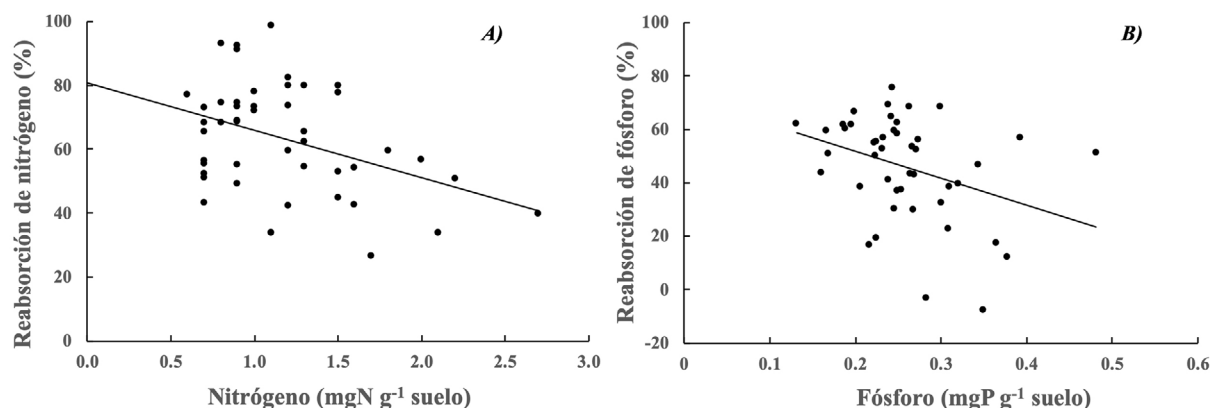 A)
Reabsorción de nitrógeno (%)
100
80
60
40
20
0
0.0 0.5 1.0 1.5 2.0 2.5 3.0
Nitrógeno (mgN g-1 suelo)
B)
Reabsorción de fósforo (%)
100
80
60
40
20
0
-20
0 0.1 0.2 0.3 0.4 0.5 0.6
Fósforo (mgP g-1 suelo)